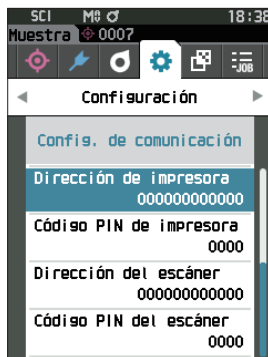 SCI M0 18:38
Muestra 0007
-JOB
Configuración
Config. de comunicación
Dirección de impresora
000000000000
Código PIN de impresora
0000
Dirección del escáner
000000000000
Código PIN del escáner
0000